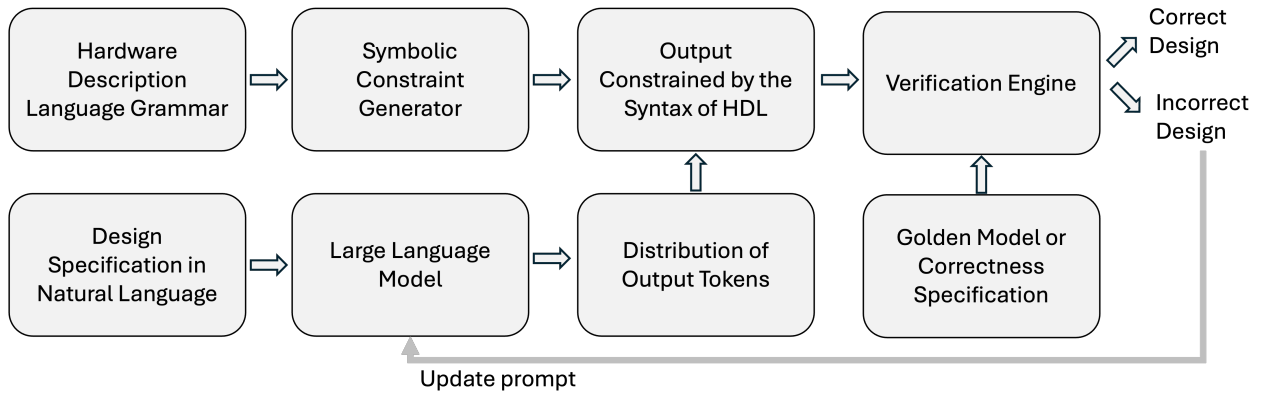 Hardware
Description
Language Grammar
Symbolic
Constraint
Generator
Output
Constrained by the
Syntax of HDL
Verification Engine
Correct
Design
Incorrect
Design
Design
Specification in
Natural Language
Large Language
Model
Distribution of
Output Tokens
Golden Model or
Correctness
Specification
Update prompt